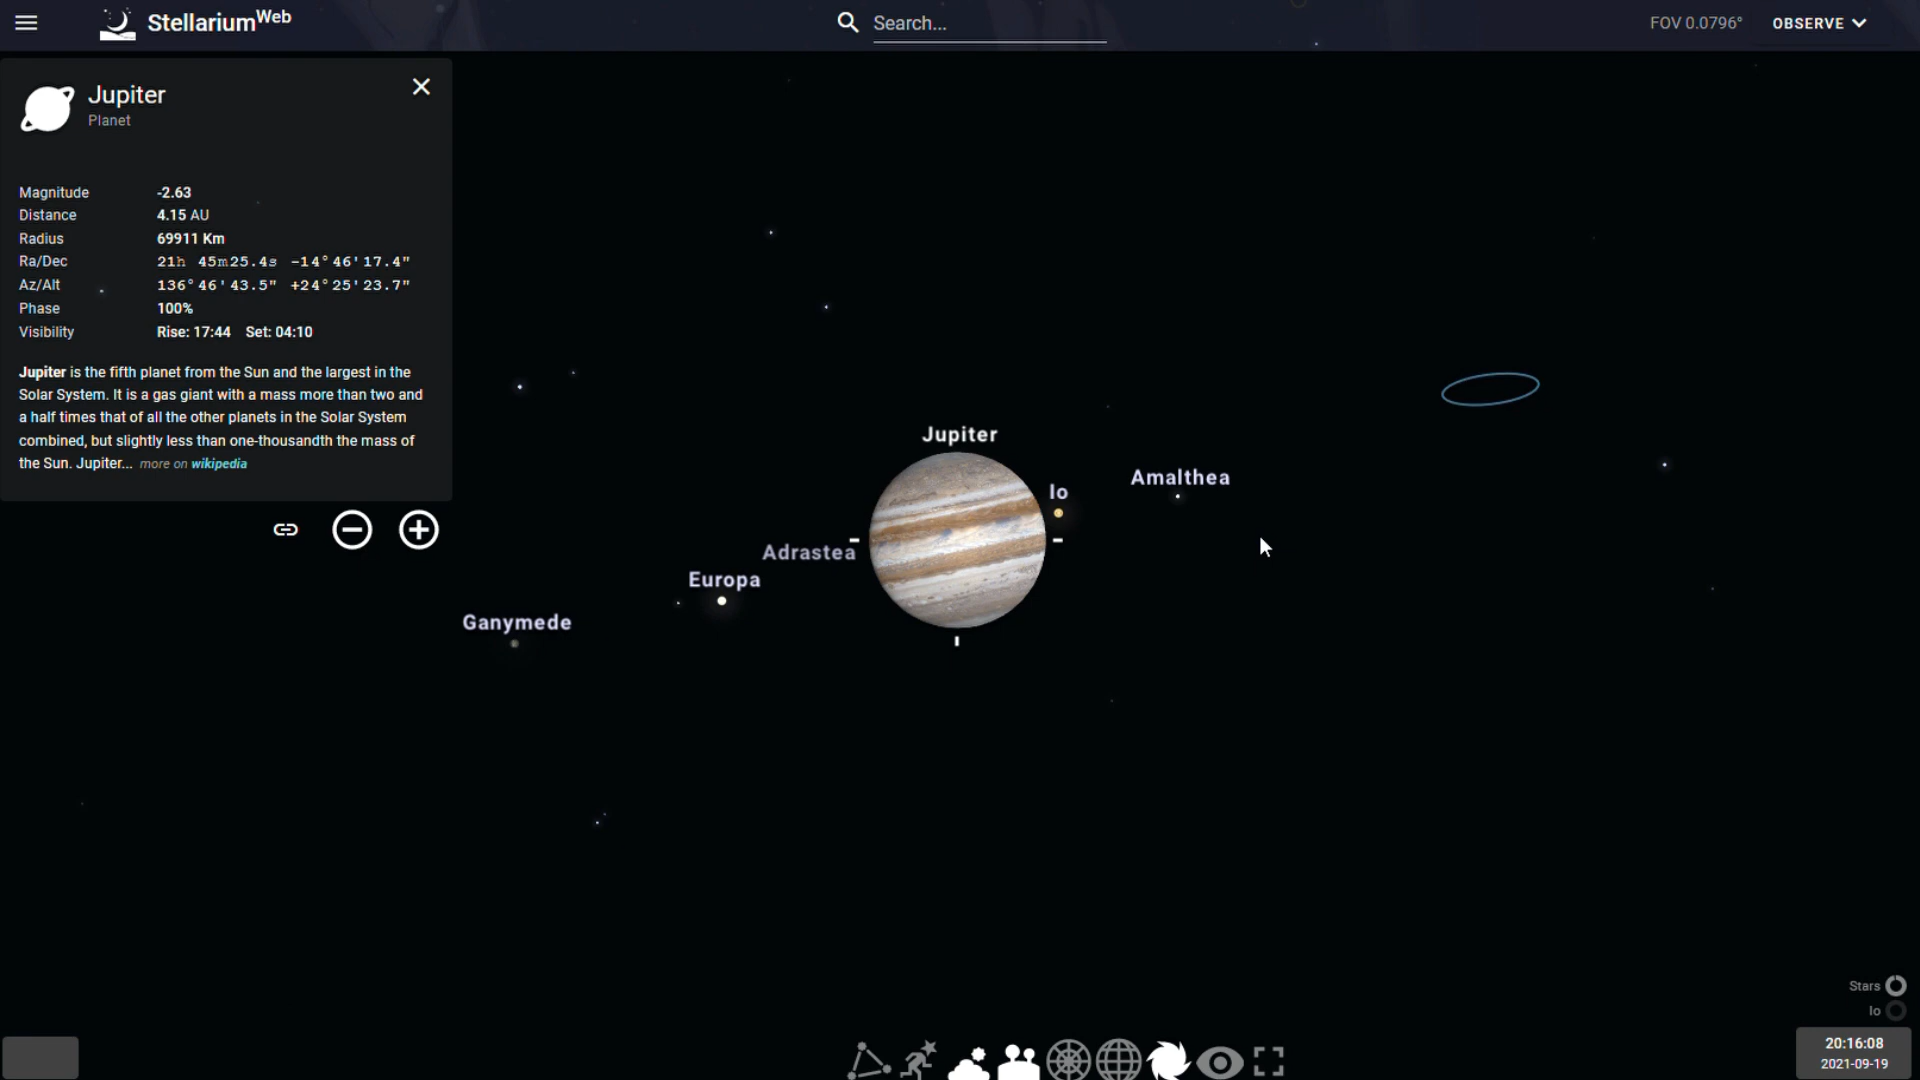 StellariumWeb
Search...
FOV 0.0796°
OBSERVE
Jupiter
Planet
Magnitude -2.63
Distance 4.15 AU
Radius 69911 Km
Ra/Dec 21h 45m25.4s -14°46'17.4"
Az/Alt 136°46'43.5" +24°25'23.7"
Phase 100%
Visibility Rise: 17:44 Set: 04:10
Jupiter is the fifth planet from the Sun and the largest in the
Solar System. It is a gas giant with a mass more than two and
a half times that of all the other planets in the Solar System
combined, but slightly less than one-thousandth the mass of
the Sun. Jupiter... more on wikipedia
Jupiter
Amalthea
Io
Adrastea
Europa
Ganymede
Stars
Io
20:16:08
2021-09-19